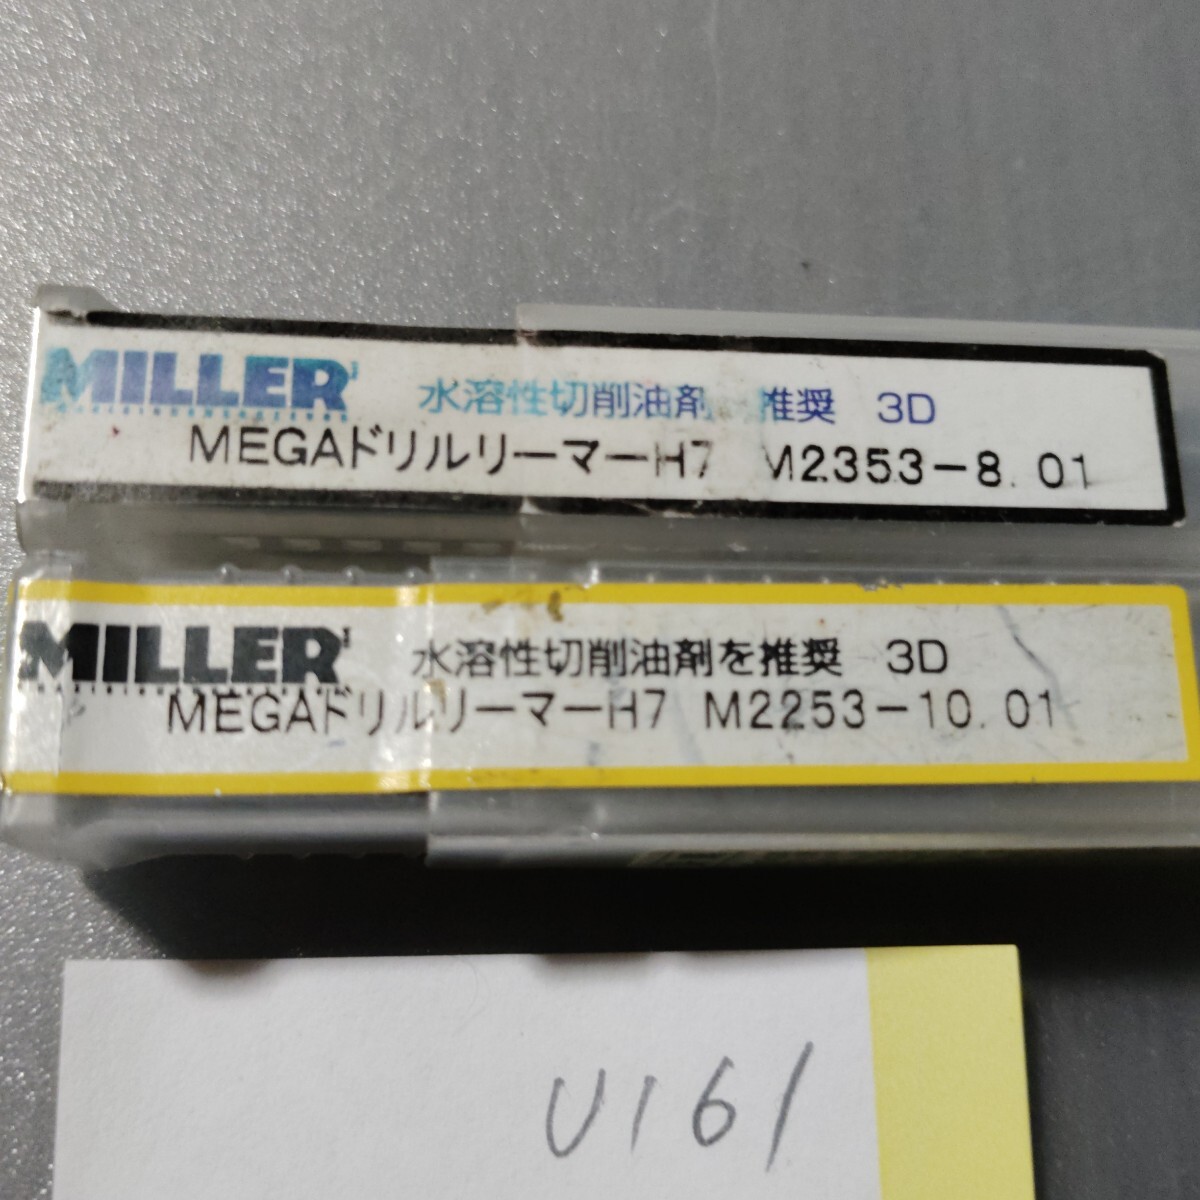 MILLER
水溶性切削油剤 推奨 3D
MEGAドリルリーマーH7 M2353-8.01
MILLER
水溶性切削油剤を推奨 3D
MEGAドリルリーマーH7 M2253-10.01
U161